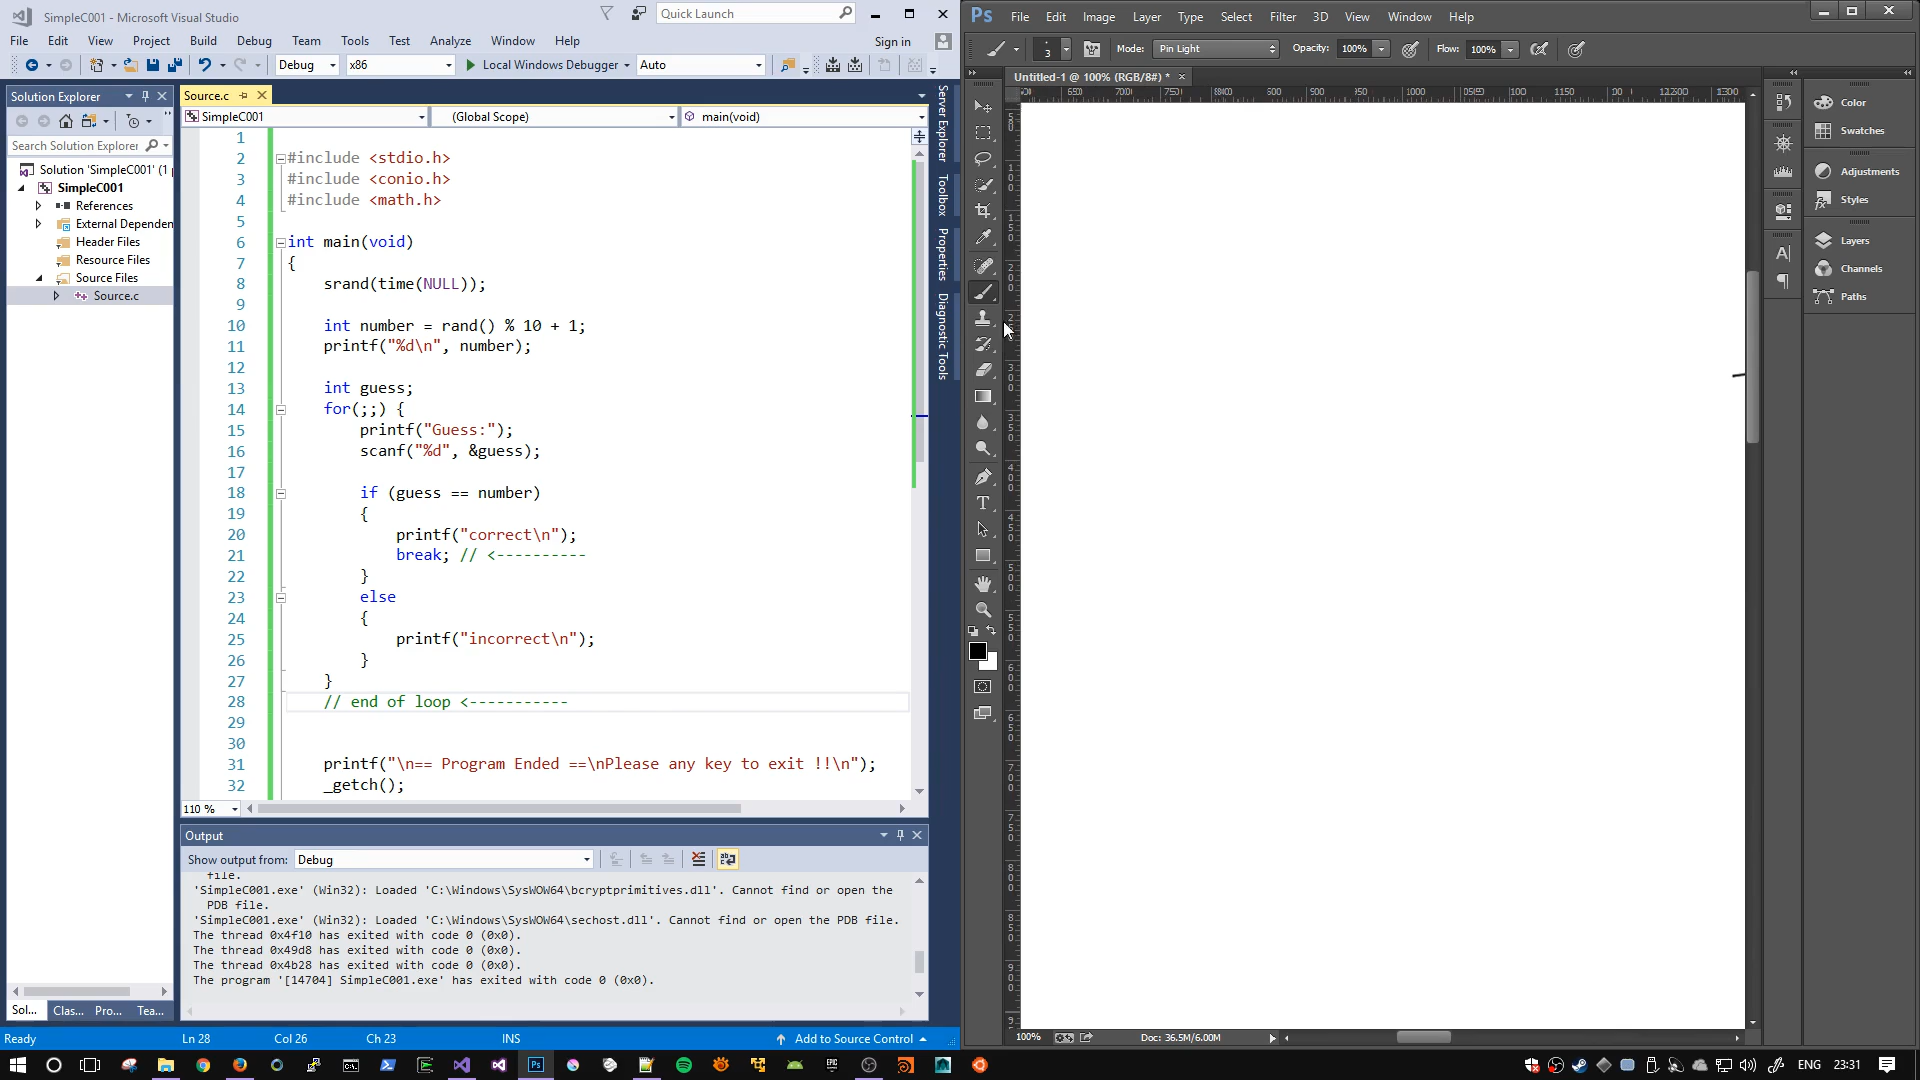 SimpleC001 - Microsoft Visual Studio
Quick Launch
File Edit View Project Build Debug Team Tools Test Analyze Window Help
Sign in
Debug x86 Local Windows Debugger Auto
Solution Explorer
Search Solution Explorer
Solution 'SimpleC001' (1 p
SimpleC001
References
External Dependen
Header Files
Resource Files
Source Files
Source.c
Sol... Clas... Pro... Tea...
Source.c
SimpleC001 (Global Scope) main(void)
1
2 #include <stdio.h>
3 #include <conio.h>
4 #include <math.h>
5
6 int main(void)
7 {
8 srand(time(NULL));
9
10 int number = rand() % 10 + 1;
11 printf("%d\n", number);
12
13 int guess;
14 for(;;) {
15 printf("Guess:");
16 scanf("%d", &guess);
17
18 if (guess == number)
19 {
20 printf("correct\n");
21 break; // <----------
22 }
23 else
24 {
25 printf("incorrect\n");
26 }
27 }
28 // end of loop <-----------
29
30
31 printf("\n== Program Ended ==\nPlease any key to exit !!\n");
32 _getch();
110 %
Server Explorer
Toolbox
Properties
Diagnostic Tools
Output
Show output from: Debug
file.
'SimpleC001.exe' (Win32): Loaded 'C:\Windows\SysWOW64\bcryptprimitives.dll'. Cannot find or open the
PDB file.
'SimpleC001.exe' (Win32): Loaded 'C:\Windows\SysWOW64\sechost.dll'. Cannot find or open the PDB file.
The thread 0x4f10 has exited with code 0 (0x0).
The thread 0x49d8 has exited with code 0 (0x0).
The thread 0x4b28 has exited with code 0 (0x0).
The program '[14704] SimpleC001.exe' has exited with code 0 (0x0).
Ready Ln 28 Col 26 Ch 23 INS Add to Source Control
Ps File Edit Image Layer Type Select Filter 3D View Window Help
3 Mode: Pin Light Opacity: 100% Flow: 100%
Untitled-1 @ 100% (RGB/8#) *
Color
Swatches
Adjustments
Styles
Layers
Channels
Paths
100% Doc: 36.5M/6.00M
ENG 23:31